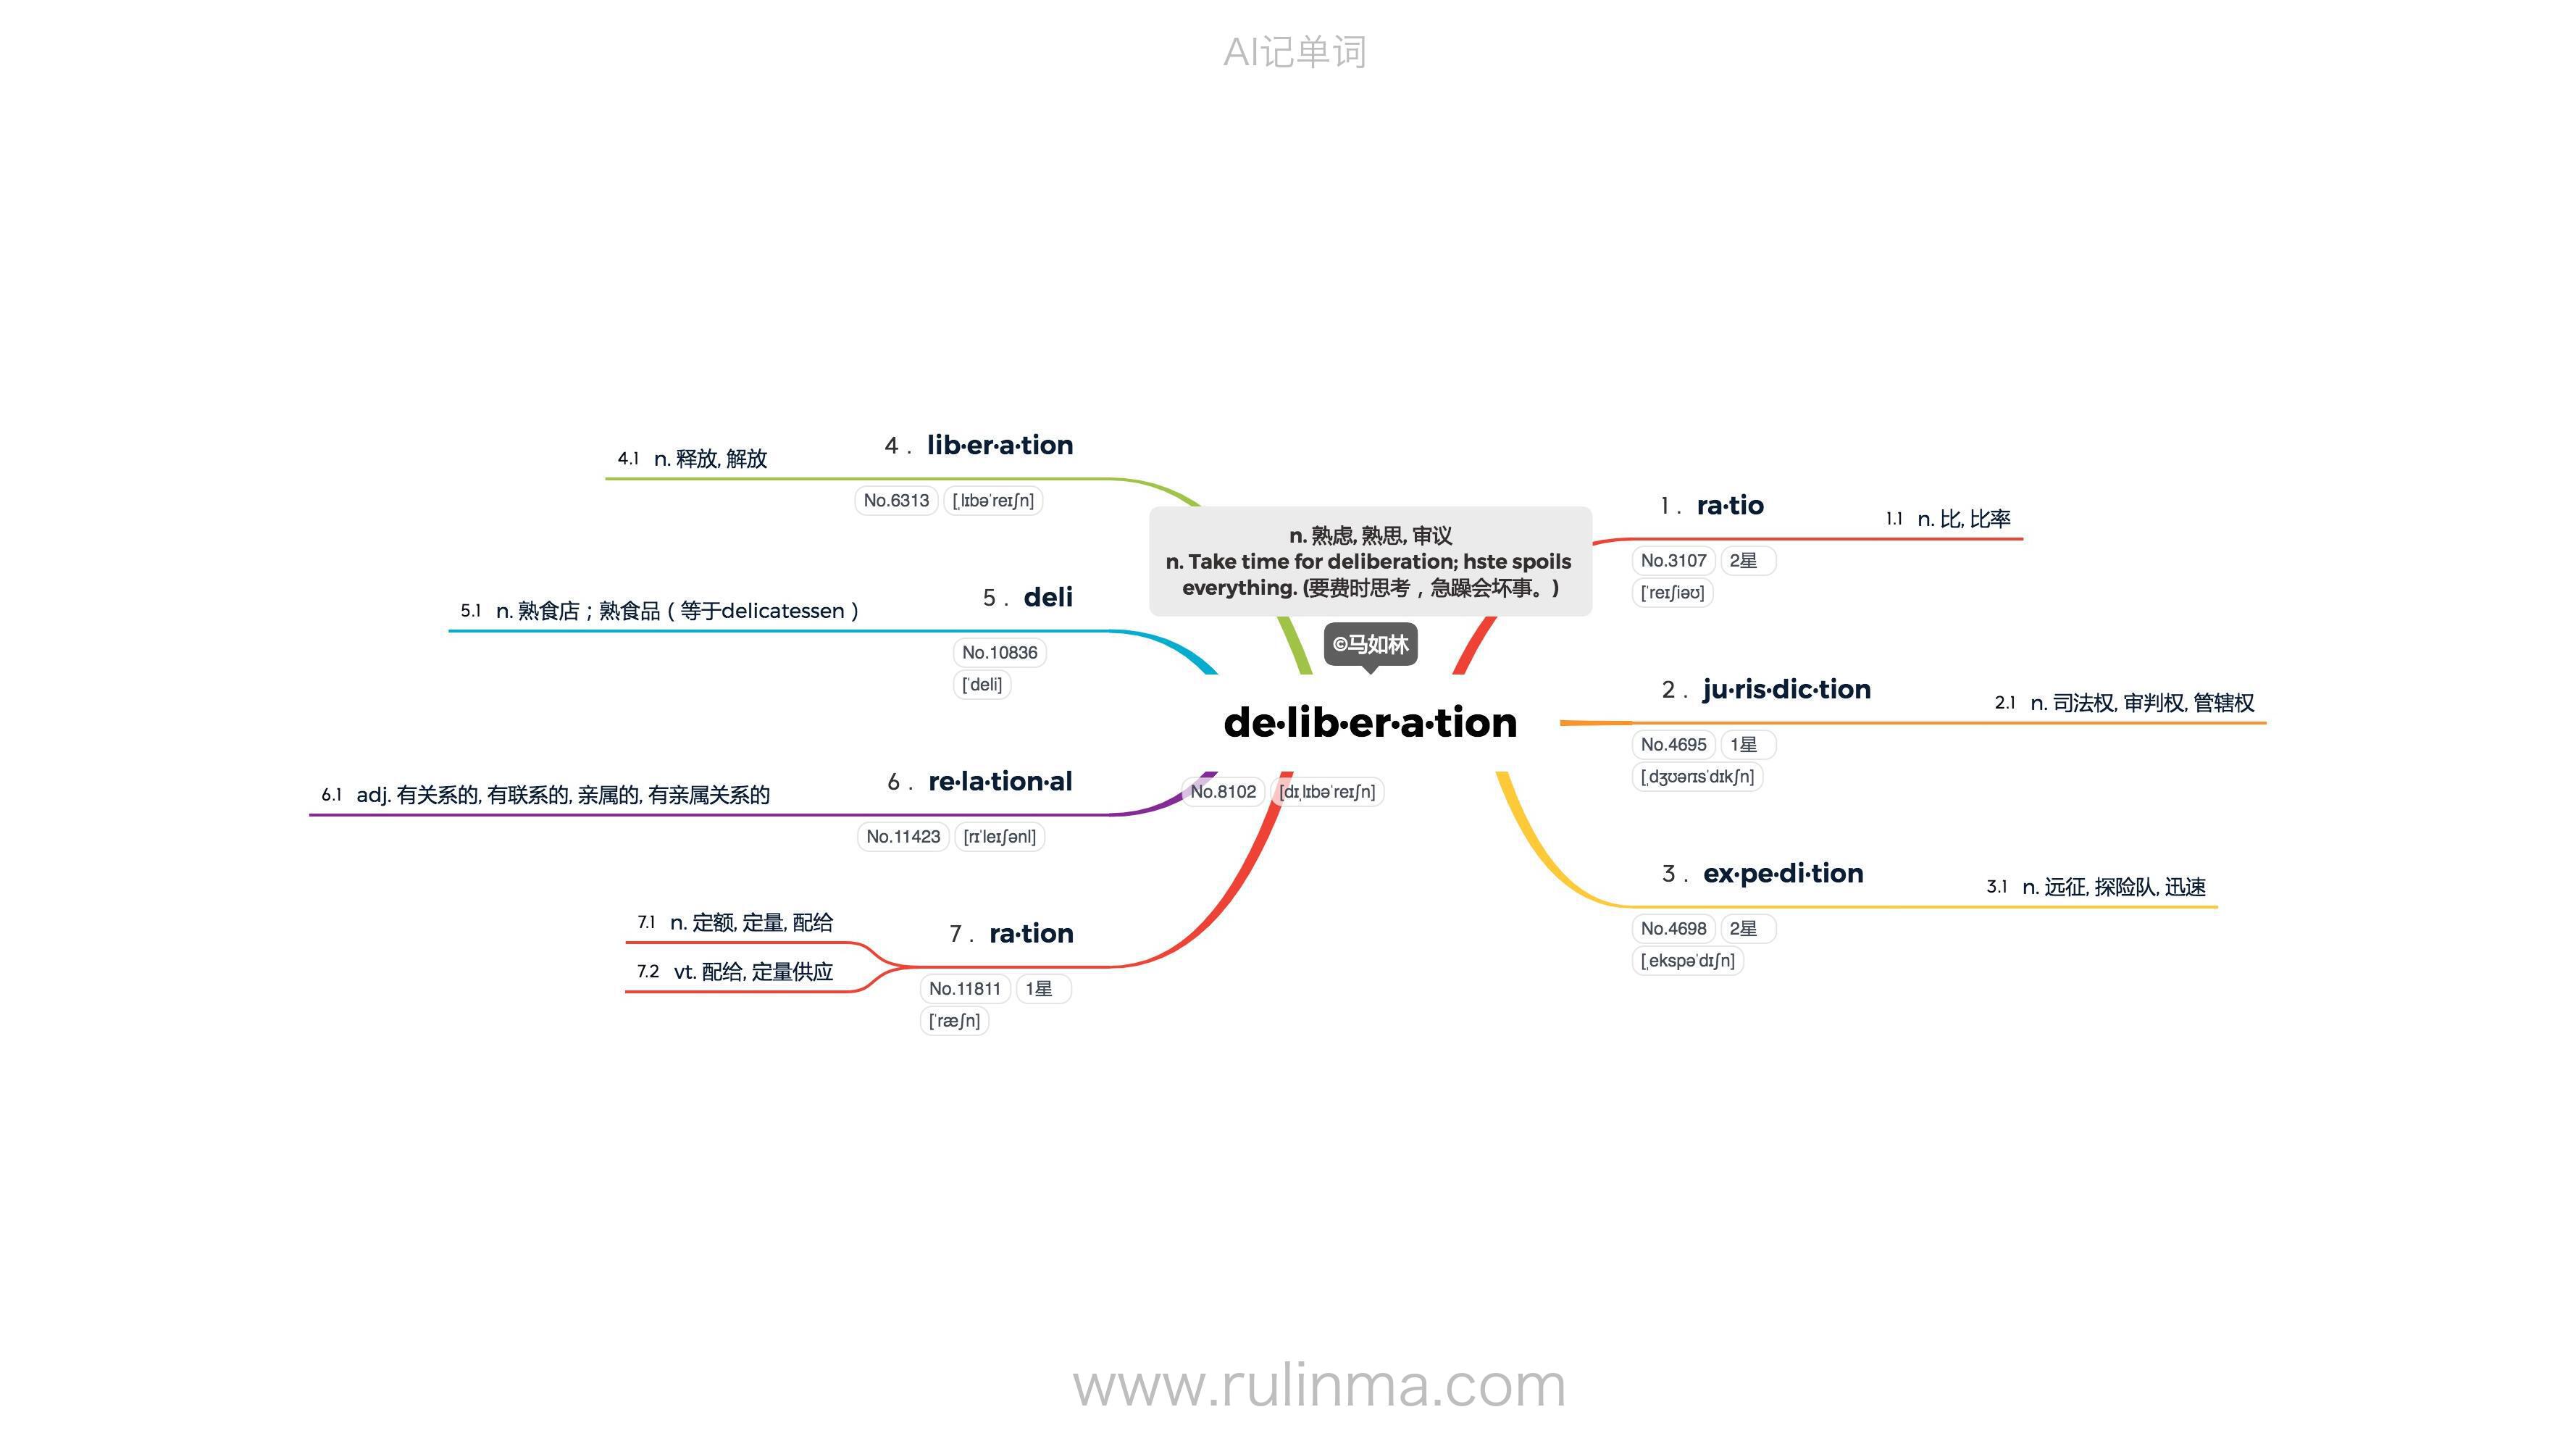 AI记单词
n. 熟虑, 熟思, 审议
n. Take time for deliberation; hste spoils
everything. (要费时思考，急躁会坏事。)
©马如林
de·lib·er·a·tion
No.8102 [dɪˌlɪbəˈreɪʃn]
1. ra·tio
1.1 n. 比, 比率
No.3107 2星
[ˈreɪʃiəʊ]
2. ju·ris·dic·tion
2.1 n. 司法权, 审判权, 管辖权
No.4695 1星
[ˌdʒʊərɪsˈdɪkʃn]
3. ex·pe·di·tion
3.1 n. 远征, 探险队, 迅速
No.4698 2星
[ˌekspəˈdɪʃn]
4. lib·er·a·tion
4.1 n. 释放, 解放
No.6313 [ˌlɪbəˈreɪʃn]
5. deli
5.1 n. 熟食店；熟食品（等于delicatessen）
No.10836
[ˈdeli]
6. re·la·tion·al
6.1 adj. 有关系的, 有联系的, 亲属的, 有亲属关系的
No.11423 [rɪˈleɪʃənl]
7. ra·tion
7.1 n. 定额, 定量, 配给
7.2 vt. 配给, 定量供应
No.11811 1星
[ˈræʃn]
www.rulinma.com